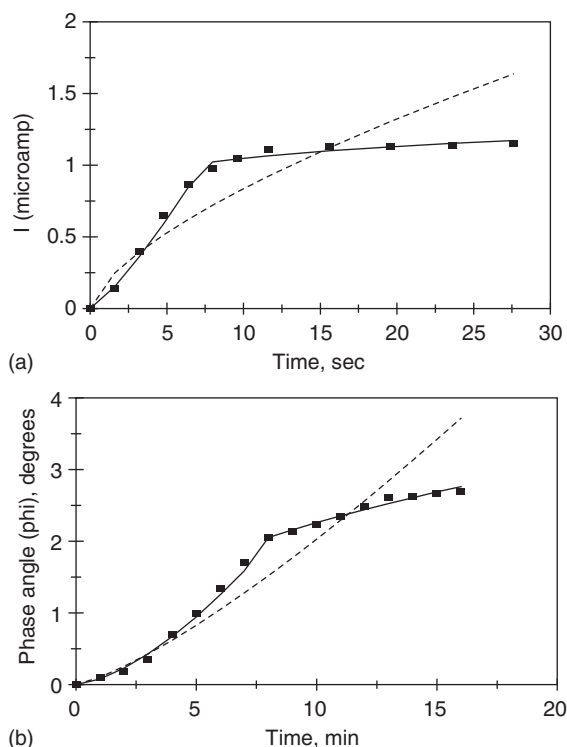 2
1.5
1
0.5
0
I (microamp)
0 5 10 15 20 25 30
(a) Time, sec
4
3
2
1
0
Phase angle (phi), degrees
0 5 10 15 20
(b) Time, min